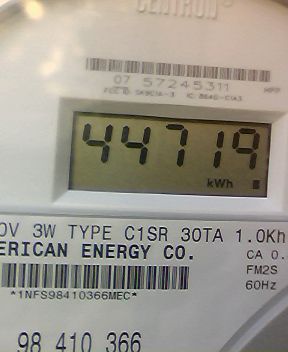 CENTRON
07 57245311
MFP
44719
kWh
0V 3W TYPE C1SR 30TA 1.0Kh
ERICAN ENERGY CO.
CA 0.
FM2S
60Hz
*1NFS98410366MEC*
98 410 366